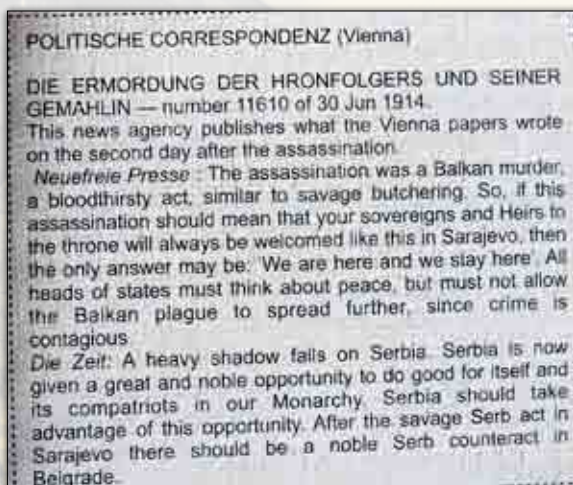 POLITISCHE CORRESPONDENZ (Vienna)
DIE ERMORDUNG DER HRONFOLGERS UND SEINER
GEMAHLIN — number 11610 of 30 Jun 1914.
This news agency publishes what the Vienna papers wrote
on the second day after the assassination.
Neuefreie Presse : The assassination was a Balkan murder,
a bloodthirsty act, similar to savage butchering. So, if this
assassination should mean that your sovereigns and Heirs to
the throne will always be welcomed like this in Sarajevo, then
the only answer may be: 'We are here and we stay here'. All
heads of states must think about peace, but must not allow
the Balkan plague to spread further, since crime is
contagious
Die Zeit: A heavy shadow falls on Serbia. Serbia is now
given a great and noble opportunity to do good for itself and
its compatriots in our Monarchy. Serbia should take
advantage of this opportunity. After the savage Serb act in
Sarajevo there should be a noble Serb counteract in
Belgrade.